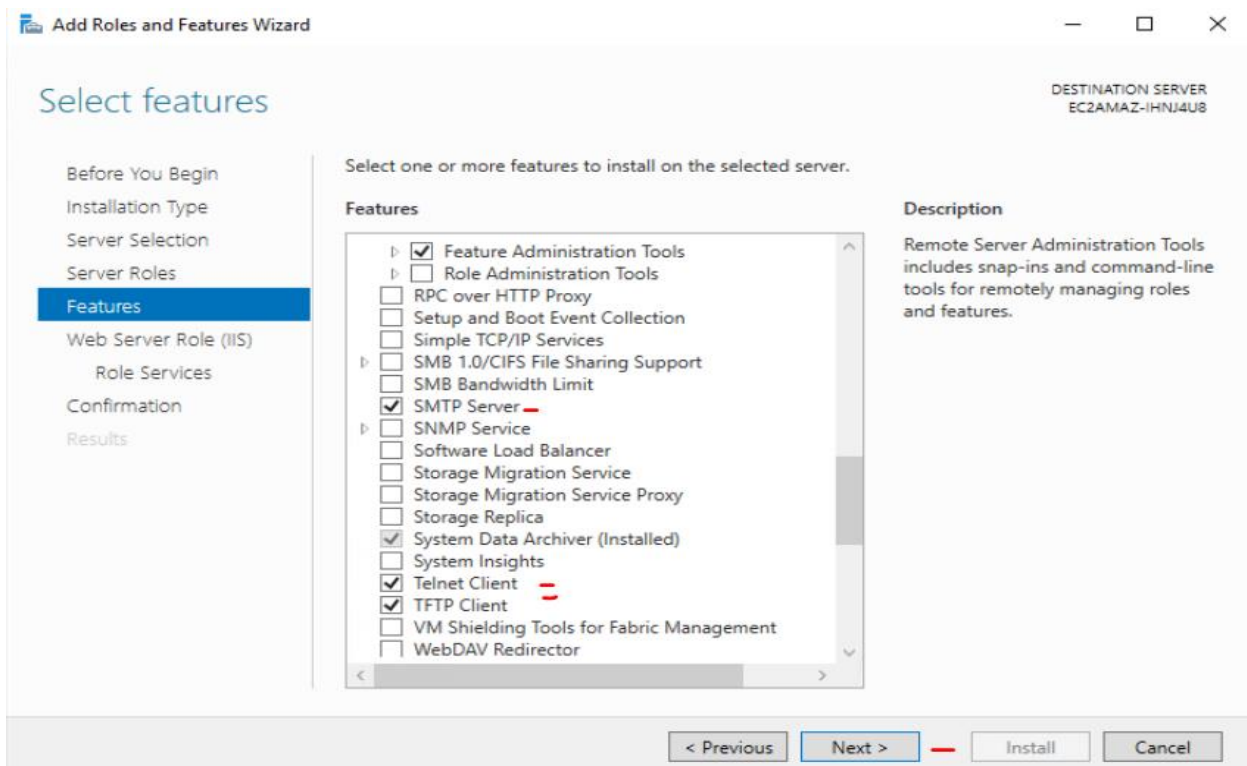 Add Roles and Features Wizard
Select features
DESTINATION SERVER
EC2AMAZ-IHNJ4U8
Before You Begin
Installation Type
Server Selection
Server Roles
Features
Web Server Role (IIS)
Role Services
Confirmation
Results
Select one or more features to install on the selected server.
Features
Feature Administration Tools
Role Administration Tools
RPC over HTTP Proxy
Setup and Boot Event Collection
Simple TCP/IP Services
SMB 1.0/CIFS File Sharing Support
SMB Bandwidth Limit
SMTP Server
SNMP Service
Software Load Balancer
Storage Migration Service
Storage Migration Service Proxy
Storage Replica
System Data Archiver (Installed)
System Insights
Telnet Client
TFTP Client
VM Shielding Tools for Fabric Management
WebDAV Redirector
Description
Remote Server Administration Tools
includes snap-ins and command-line
tools for remotely managing roles
and features.
< Previous
Next >
Install
Cancel